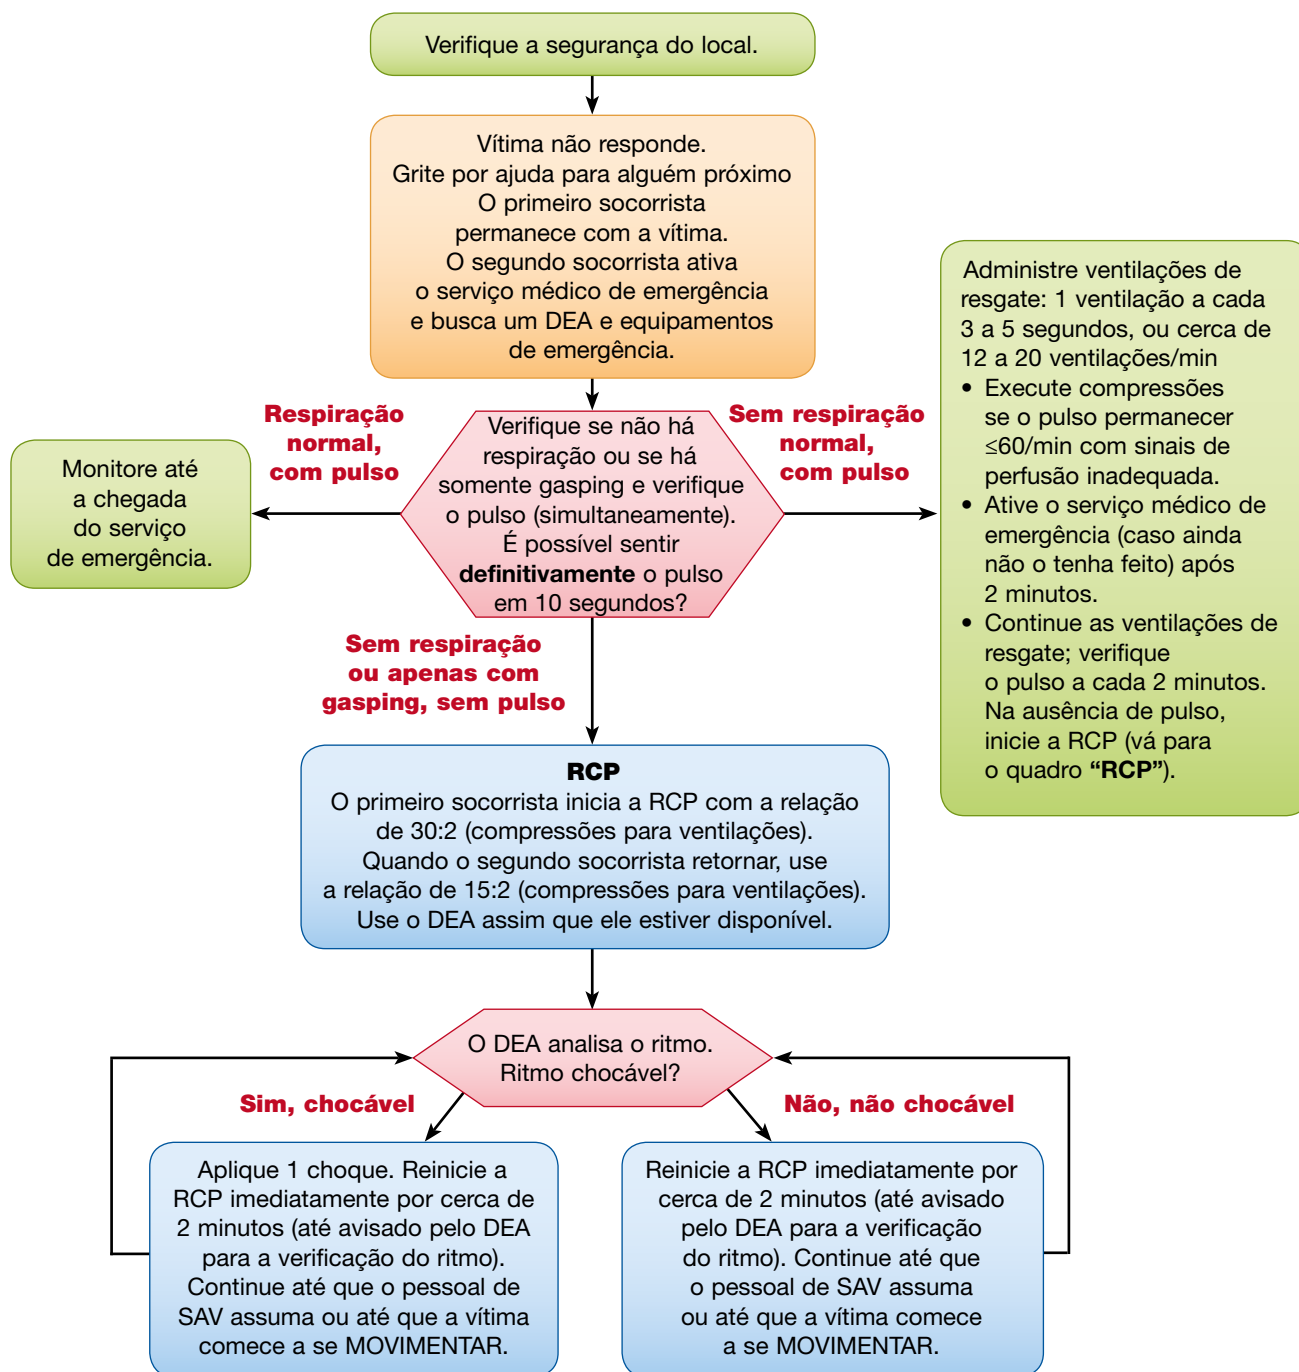 Verifique a segurança do local.
Vítima não responde.
Grite por ajuda para alguém próximo
O primeiro socorrista
permanece com a vítima.
O segundo socorrista ativa
o serviço médico de emergência
e busca um DEA e equipamentos
de emergência.
Respiração
normal,
com pulso
Monitore até
a chegada
do serviço
de emergência.
Verifique se não há
respiração ou se há
somente gasping e verifique
o pulso (simultaneamente).
É possível sentir
definitivamente o pulso
em 10 segundos?
Sem respiração
normal,
com pulso
Administre ventilações de
resgate: 1 ventilação a cada
3 a 5 segundos, ou cerca de
12 a 20 ventilações/min
• Execute compressões
se o pulso permanecer
≤60/min com sinais de
perfusão inadequada.
• Ative o serviço médico de
emergência (caso ainda
não o tenha feito) após
2 minutos.
• Continue as ventilações de
resgate; verifique
o pulso a cada 2 minutos.
Na ausência de pulso,
inicie a RCP (vá para
o quadro “RCP”).
Sem respiração
ou apenas com
gasping, sem pulso
RCP
O primeiro socorrista inicia a RCP com a relação
de 30:2 (compressões para ventilações).
Quando o segundo socorrista retornar, use
a relação de 15:2 (compressões para ventilações).
Use o DEA assim que ele estiver disponível.
O DEA analisa o ritmo.
Ritmo chocável?
Sim, chocável
Aplique 1 choque. Reinicie a
RCP imediatamente por cerca de
2 minutos (até avisado pelo DEA
para a verificação do ritmo).
Continue até que o pessoal de
SAV assuma ou até que a vítima
comece a se MOVIMENTAR.
Não, não chocável
Reinicie a RCP imediatamente por
cerca de 2 minutos (até avisado
pelo DEA para a verificação
do ritmo). Continue até que
o pessoal de SAV assuma
ou até que a vítima comece
a se MOVIMENTAR.